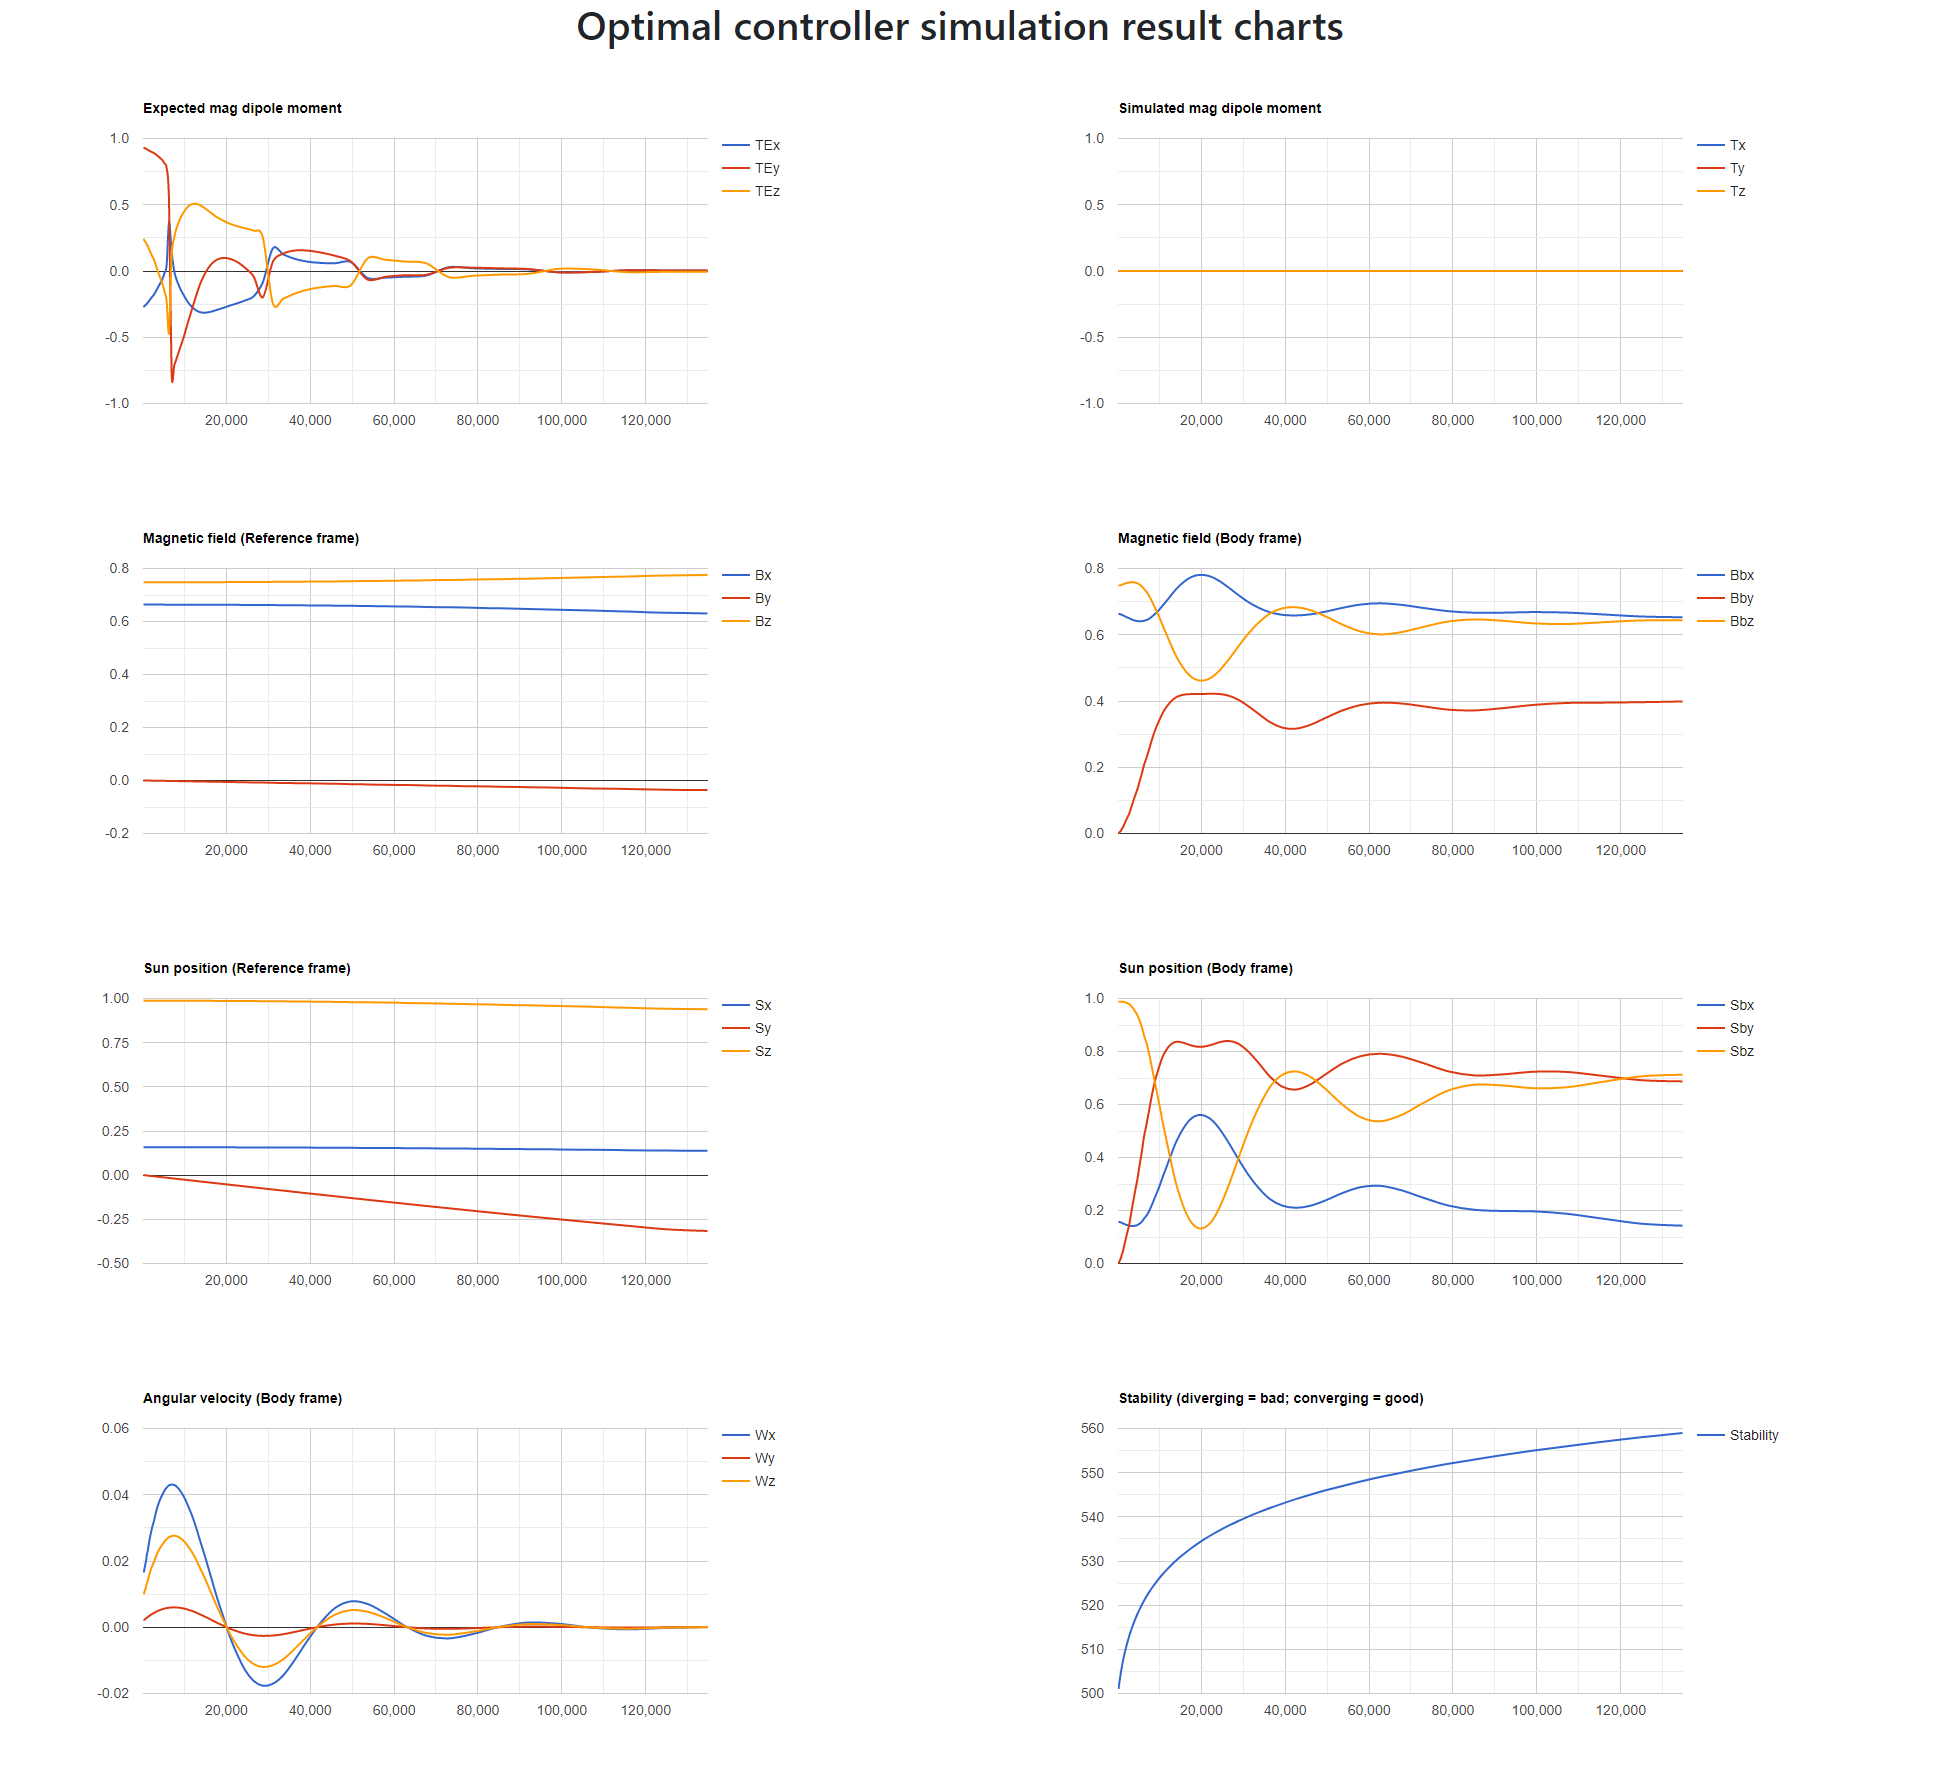 Optimal controller simulation result charts
Expected mag dipole moment
1.0
0.5
0.0
-0.5
-1.0
20,000 40,000 60,000 80,000 100,000 120,000
TEx
TEy
TEz
Simulated mag dipole moment
1.0
0.5
0.0
-0.5
-1.0
20,000 40,000 60,000 80,000 100,000 120,000
Tx
Ty
Tz
Magnetic field (Reference frame)
0.8
0.6
0.4
0.2
0.0
-0.2
20,000 40,000 60,000 80,000 100,000 120,000
Bx
By
Bz
Magnetic field (Body frame)
0.8
0.6
0.4
0.2
0.0
20,000 40,000 60,000 80,000 100,000 120,000
Bbx
Bby
Bbz
Sun position (Reference frame)
1.00
0.75
0.50
0.25
0.00
-0.25
-0.50
20,000 40,000 60,000 80,000 100,000 120,000
Sx
Sy
Sz
Sun position (Body frame)
1.0
0.8
0.6
0.4
0.2
0.0
20,000 40,000 60,000 80,000 100,000 120,000
Sbx
Sby
Sbz
Angular velocity (Body frame)
0.06
0.04
0.02
0.00
-0.02
20,000 40,000 60,000 80,000 100,000 120,000
Wx
Wy
Wz
Stability (diverging = bad; converging = good)
560
550
540
530
520
510
500
20,000 40,000 60,000 80,000 100,000 120,000
Stability